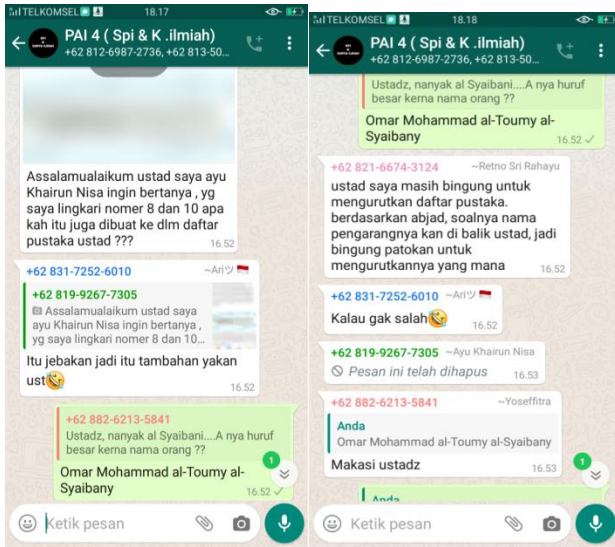 TELKOMSEL 18.17
PAI 4 ( Spi & K .ilmiah)
+62 812-6987-2736, +62 813-50...
Assalamualaikum ustad saya ayu
Khairun Nisa ingin bertanya , yg
saya lingkari nomer 8 dan 10 apa
kah itu juga dibuat ke dlm daftar
pustaka ustad ???
16.52
+62 831-7252-6010 ~Ariツ
+62 819-9267-7305
Assalamualaikum ustad saya
ayu Khairun Nisa ingin bertanya ,
yg saya lingkari nomer 8 dan 10...
Itu jebakan jadi itu tambahan yakan
ust🤣
16.52
+62 882-6213-5841
Ustadz, nanyak al Syaibani....A nya huruf
besar kerna nama orang ??
Omar Mohammad al-Toumy al-
Syaibany
16.52
1
Ketik pesan
TELKOMSEL 18.18
PAI 4 ( Spi & K .ilmiah)
+62 812-6987-2736, +62 813-50...
Ustadz, nanyak al Syaibani....A nya huruf
besar kerna nama orang ??
Omar Mohammad al-Toumy al-
Syaibany
16.52
+62 821-6674-3124 ~Retno Sri Rahayu
ustad saya masih bingung untuk
mengurutkan daftar pustaka.
berdasarkan abjad, soalnya nama
pengarangnya kan di balik ustad, jadi
bingung patokan untuk
mengurutkannya yang mana
16.52
+62 831-7252-6010 ~Ariツ
Kalau gak salah🤣
16.52
+62 819-9267-7305 ~Ayu Khairun Nisa
Pesan ini telah dihapus
16.53
+62 882-6213-5841 ~Yoseffitra
Anda
Omar Mohammad al-Toumy al-Syaibany
Makasi ustadz
16.53
1
Anda
Ketik pesan